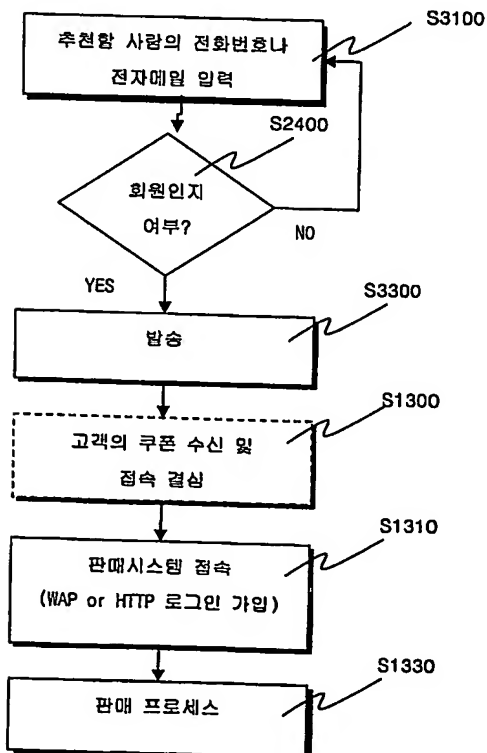 S3100
추천할 사람의 전화번호나
전자메일 입력
S2400
회원인지
여부?
NO
YES
S3300
발송
S1300
고객의 쿠폰 수신 및
접속 결심
S1310
판매시스템 접속
(WAP or HTTP 로그인 가입)
S1330
판매 프로세스